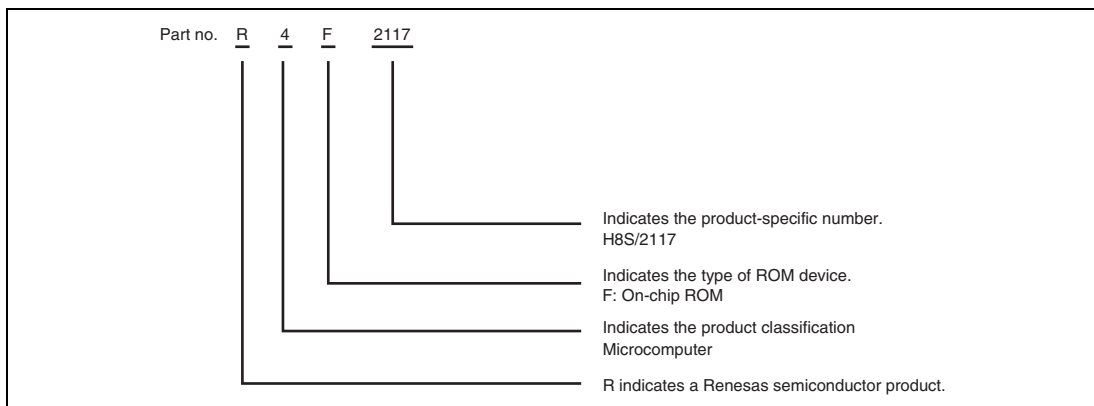 Part no. R 4 F 2117
Indicates the product-specific number.
H8S/2117
Indicates the type of ROM device.
F: On-chip ROM
Indicates the product classification
Microcomputer
R indicates a Renesas semiconductor product.